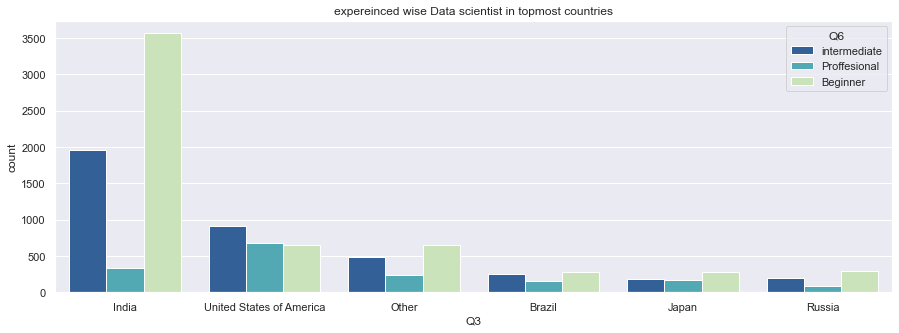 expereinced wise Data scientist in topmost countries
Q6
intermediate
Proffesional
Beginner
count
3500
3000
2500
2000
1500
1000
500
0
India
United States of America
Other
Brazil
Japan
Russia
Q3